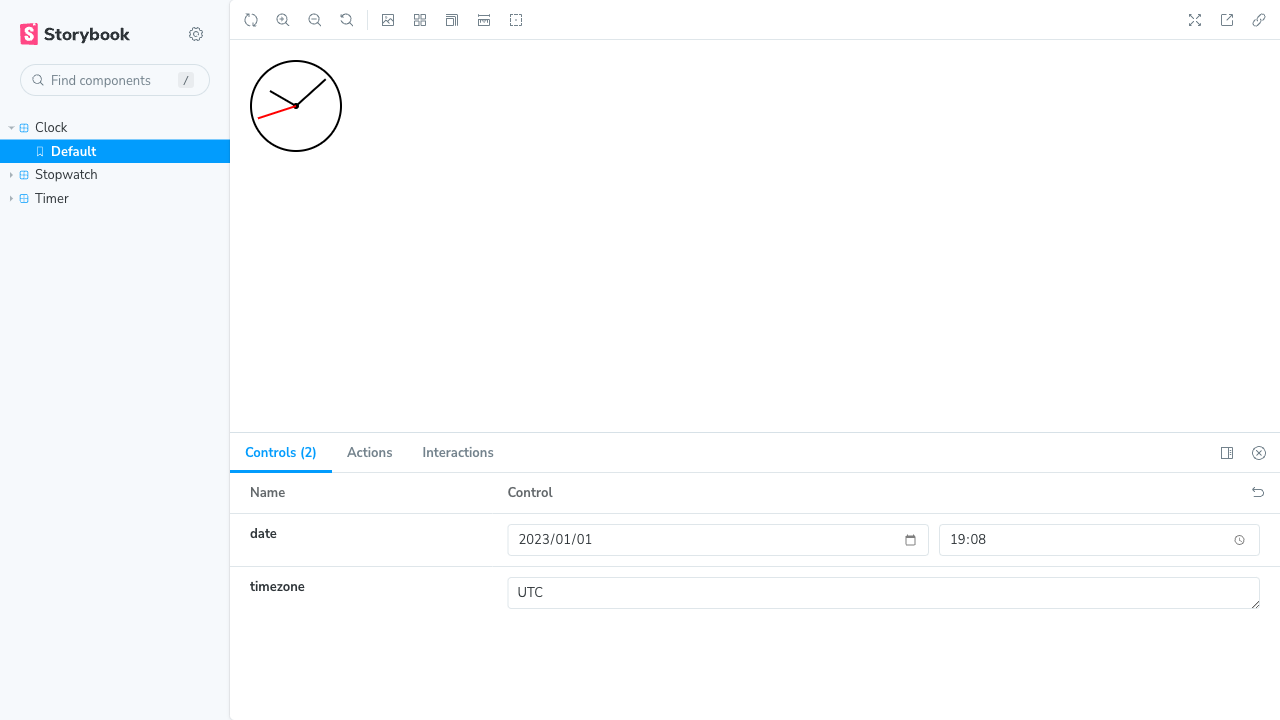 Storybook
Find components
/
Clock
Default
Stopwatch
Timer
Controls (2)
Actions
Interactions
Name
Control
date
2023/01/01
19:08
timezone
UTC